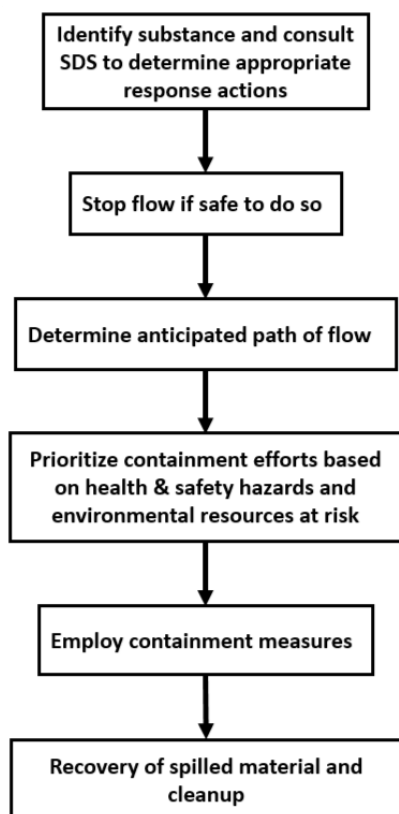 Identify substance and consult
SDS to determine appropriate
response actions
Stop flow if safe to do so
Determine anticipated path of flow
Prioritize containment efforts based
on health & safety hazards and
environmental resources at risk
Employ containment measures
Recovery of spilled material and
cleanup